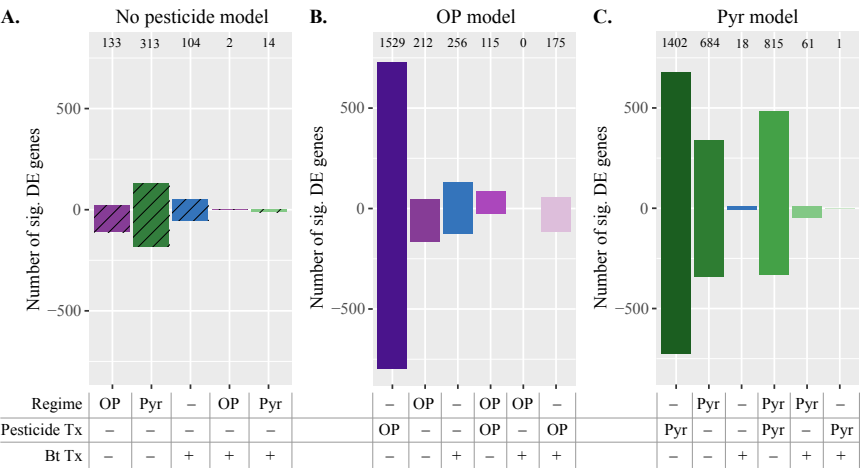 A. No pesticide model
133 313 104 2 14
Number of sig. DE genes
500
0
−500
B. OP model
1529 212 256 115 0 175
Number of sig. DE genes
500
0
−500
C. Pyr model
1402 684 18 815 61 1
Number of sig. DE genes
500
0
−500
Regime OP Pyr – OP Pyr – OP – OP OP – – Pyr – Pyr Pyr –
Pesticide Tx – – – – – OP – – OP – OP Pyr – – Pyr – Pyr
Bt Tx – – + + + – – + – + + – – + – + +